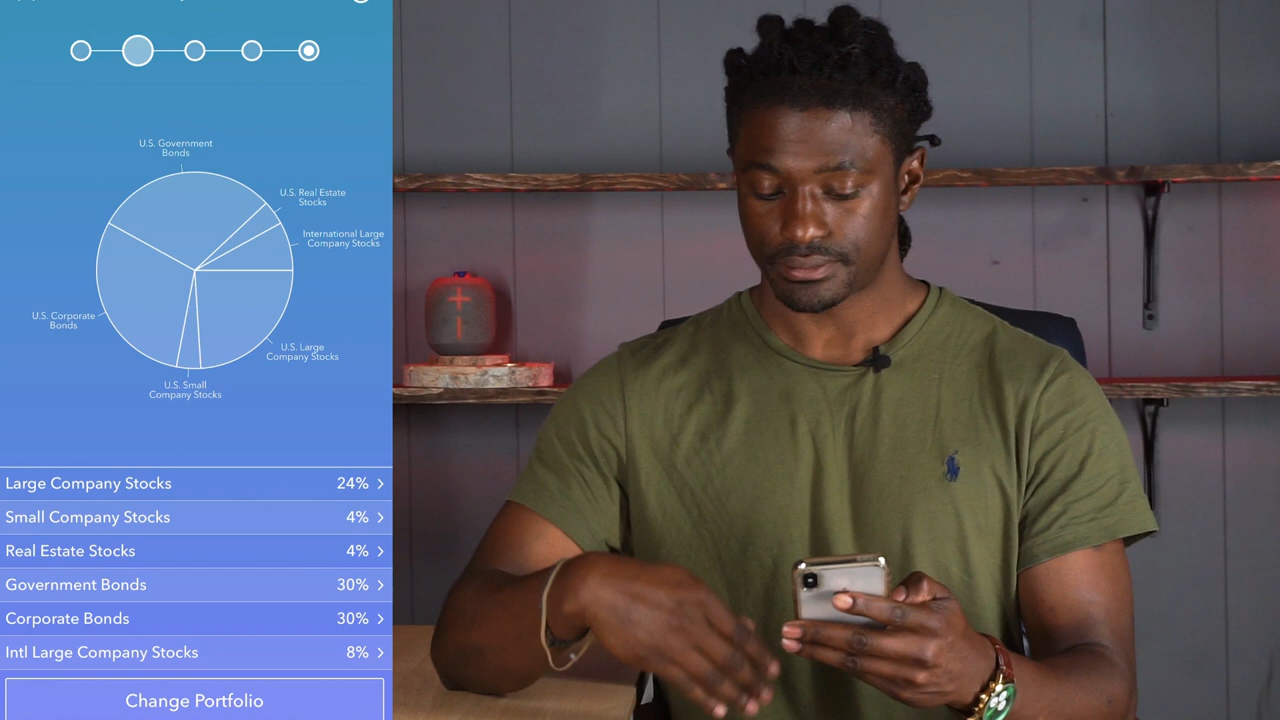 U.S. Government
Bonds
U.S. Real Estate
Stocks
International Large
Company Stocks
U.S. Corporate
Bonds
U.S. Large
Company Stocks
U.S. Small
Company Stocks
Large Company Stocks 24%
Small Company Stocks 4%
Real Estate Stocks 4%
Government Bonds 30%
Corporate Bonds 30%
Intl Large Company Stocks 8%
Change Portfolio